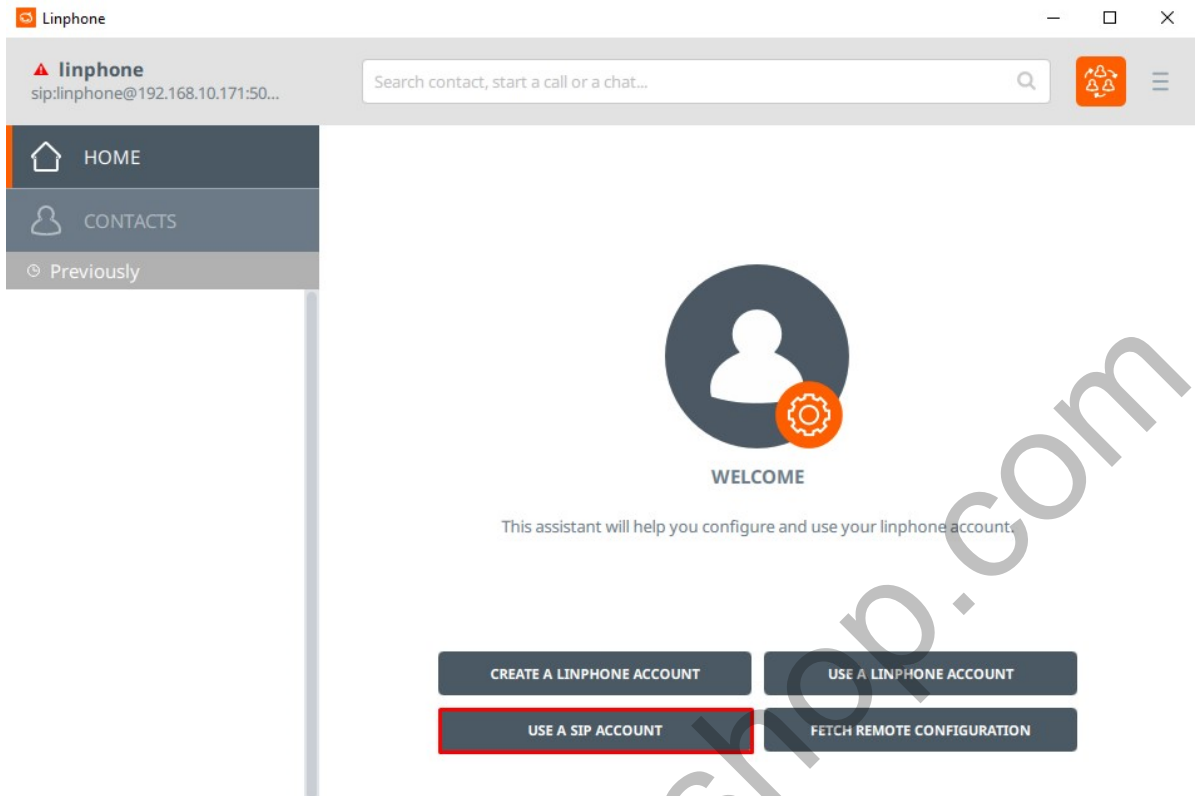 Linphone
linphone
sip:linphone@192.168.10.171:50...
Search contact, start a call or a chat...
HOME
CONTACTS
Previously
WELCOME
This assistant will help you configure and use your linphone account.
CREATE A LINPHONE ACCOUNT
USE A LINPHONE ACCOUNT
USE A SIP ACCOUNT
FETCH REMOTE CONFIGURATION
shop.com